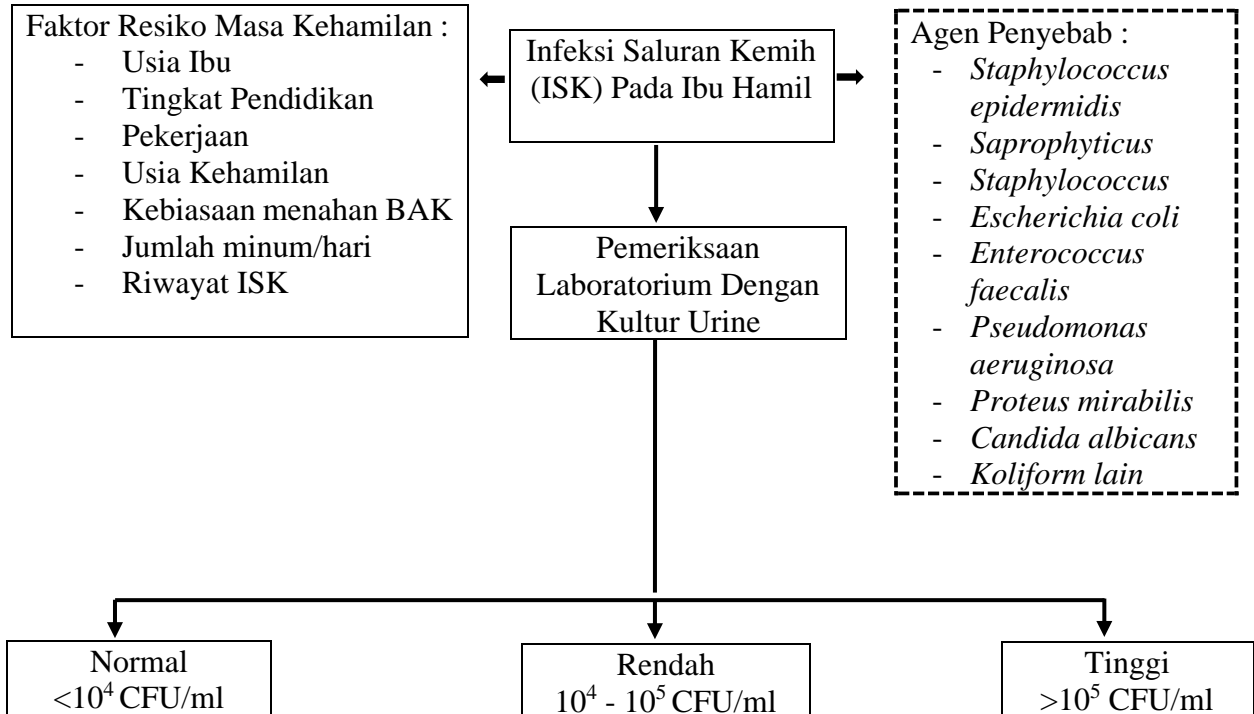 Faktor Resiko Masa Kehamilan :
- Usia Ibu
- Tingkat Pendidikan
- Pekerjaan
- Usia Kehamilan
- Kebiasaan menahan BAK
- Jumlah minum/hari
- Riwayat ISK
Infeksi Saluran Kemih
(ISK) Pada Ibu Hamil
Agen Penyebab :
- Staphylococcus
epidermidis
- Saprophyticus
- Staphylococcus
- Escherichia coli
- Enterococcus
faecalis
- Pseudomonas
aeruginosa
- Proteus mirabilis
- Candida albicans
- Koliform lain
Pemeriksaan
Laboratorium Dengan
Kultur Urine
Normal
<10⁴ CFU/ml
Rendah
10⁴ - 10⁵ CFU/ml
Tinggi
>10⁵ CFU/ml